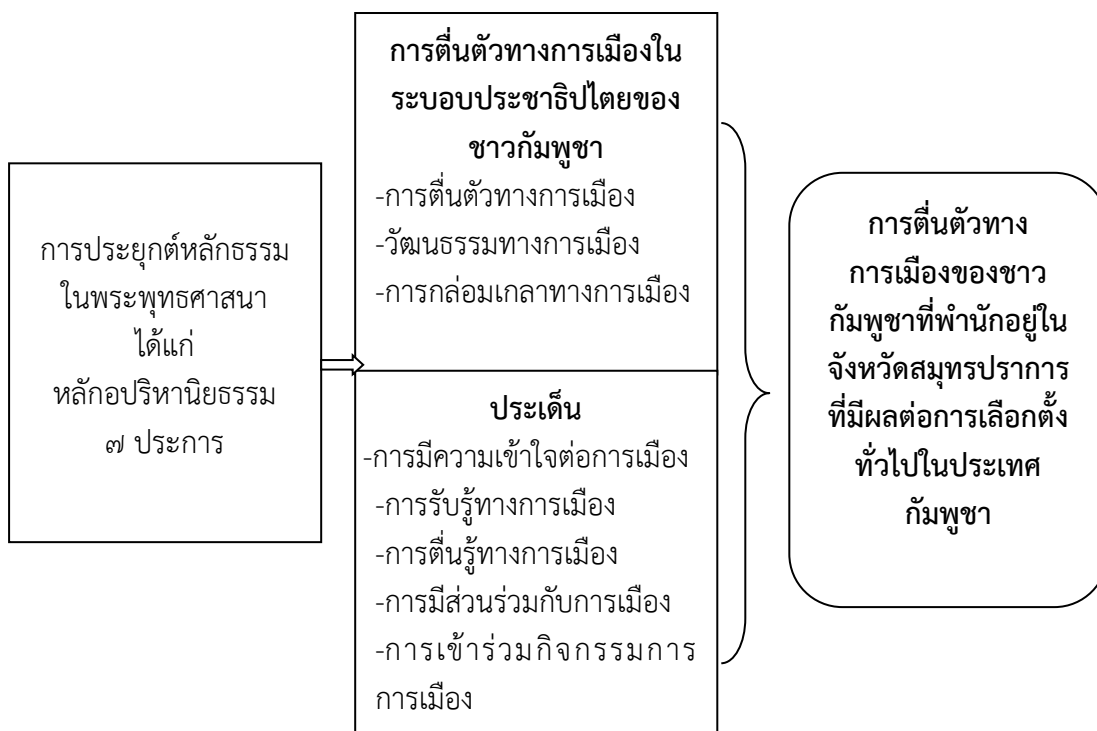 การประยุกต์หลักธรรม
ในพระพุทธศาสนา
ได้แก่
หลักอปริหานิยธรรม
๗ ประการ
การตื่นตัวทางการเมืองใน
ระบอบประชาธิปไตยของ
ชาวกัมพูชา
-การตื่นตัวทางการเมือง
-วัฒนธรรมทางการเมือง
-การกล่อมเกลาทางการเมือง
ประเด็น
-การมีความเข้าใจต่อการเมือง
-การรับรู้ทางการเมือง
-การตื่นรู้ทางการเมือง
-การมีส่วนร่วมกับการเมือง
-การเข้าร่วมกิจกรรมการ
การเมือง
การตื่นตัวทาง
การเมืองของชาว
กัมพูชาที่พำนักอยู่ใน
จังหวัดสมุทรปราการ
ที่มีผลต่อการเลือกตั้ง
ทั่วไปในประเทศ
กัมพูชา